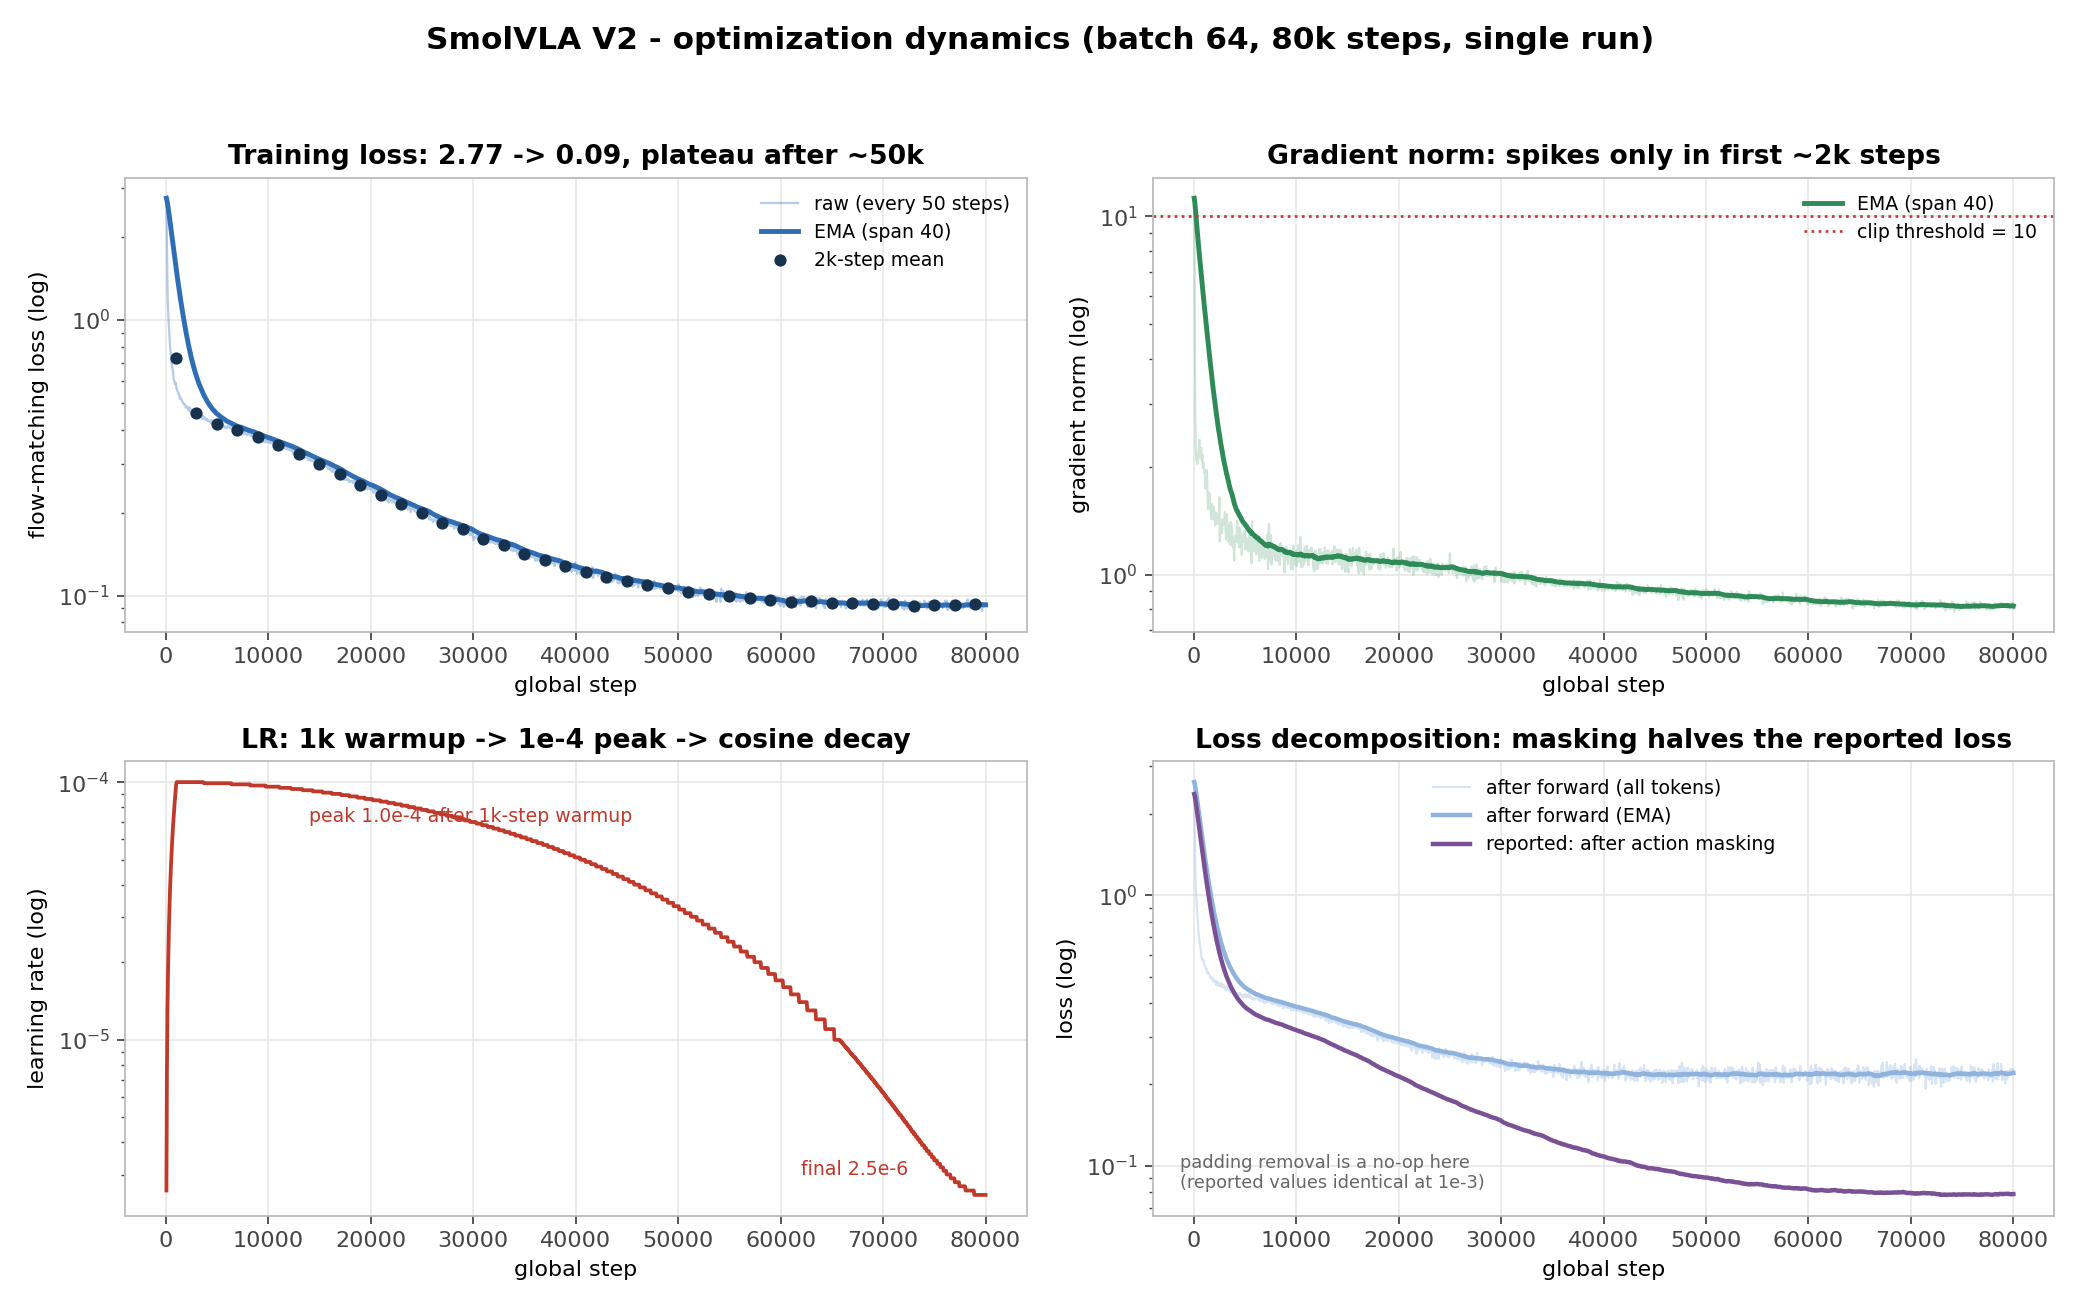 SmolVLA V2 - optimization dynamics (batch 64, 80k steps, single run)
Training loss: 2.77 -> 0.09, plateau after ~50k
flow-matching loss (log)
10⁰
10⁻¹
raw (every 50 steps)
EMA (span 40)
2k-step mean
0 10000 20000 30000 40000 50000 60000 70000 80000
global step
Gradient norm: spikes only in first ~2k steps
gradient norm (log)
10¹
10⁰
EMA (span 40)
clip threshold = 10
0 10000 20000 30000 40000 50000 60000 70000 80000
global step
LR: 1k warmup -> 1e-4 peak -> cosine decay
learning rate (log)
10⁻⁴
10⁻⁵
peak 1.0e-4 after 1k-step warmup
final 2.5e-6
0 10000 20000 30000 40000 50000 60000 70000 80000
global step
Loss decomposition: masking halves the reported loss
loss (log)
10⁰
10⁻¹
after forward (all tokens)
after forward (EMA)
reported: after action masking
padding removal is a no-op here
(reported values identical at 1e-3)
0 10000 20000 30000 40000 50000 60000 70000 80000
global step